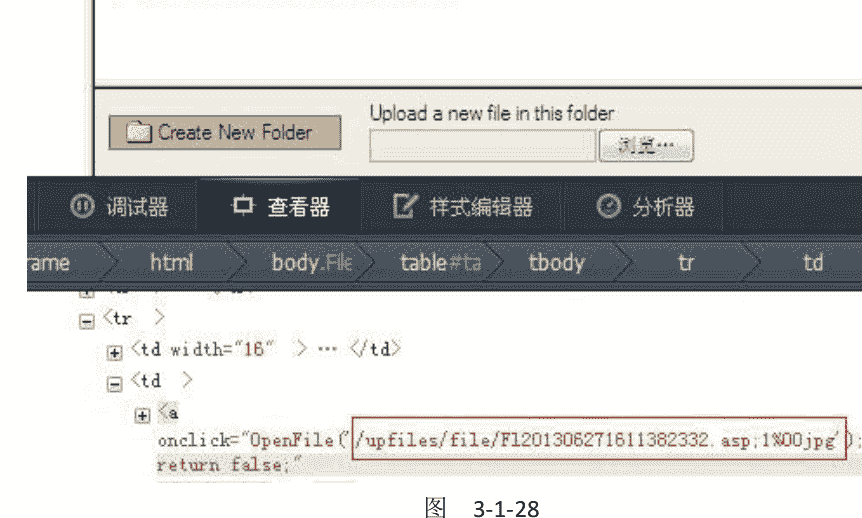 Upload a new file in this folder
Create New Folder
浏览…
调试器 查看器 样式编辑器 分析器
rame html body.File table#ta tbody tr td
<tr >
<td width="16" > … </td>
<td >
<a
onclick="OpenFile('/upfiles/file/Fl201306271611382332.asp;1%00jpg');
return false;"
图 3-1-28